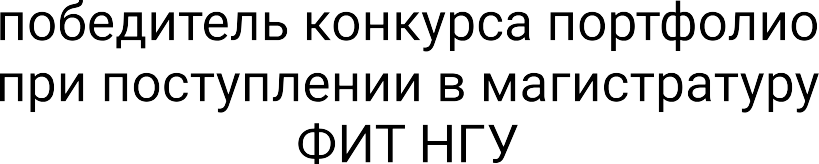 победитель конкурса портфолио
при поступлении в магистратуру
ФИТ НГУ